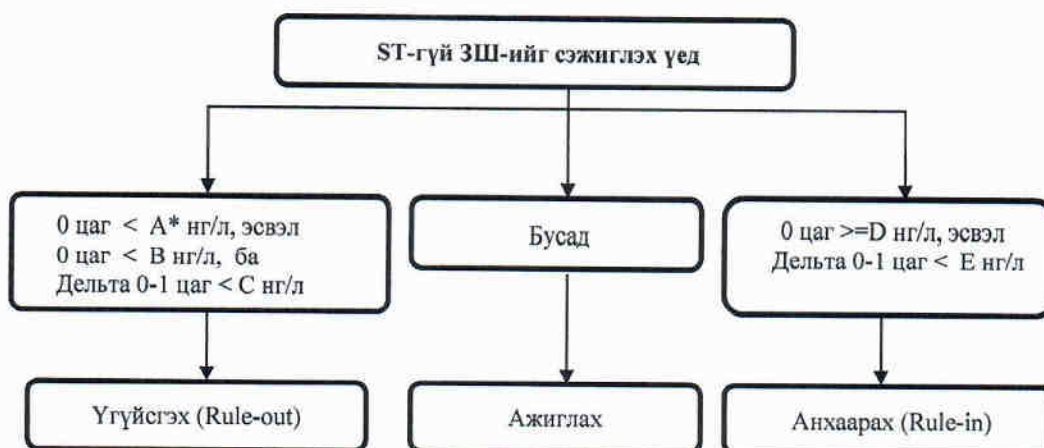 ST-гүй ЗШ-ийг сэжиглэх үед
0 цаг < A* нг/л, эсвэл
0 цаг < B нг/л, ба
Дельта 0-1 цаг < C нг/л
Бусад
0 цаг >=D нг/л, эсвэл
Дельта 0-1 цаг < E нг/л
Үгүйсгэх (Rule-out)
Ажиглах
Анхаарах (Rule-in)